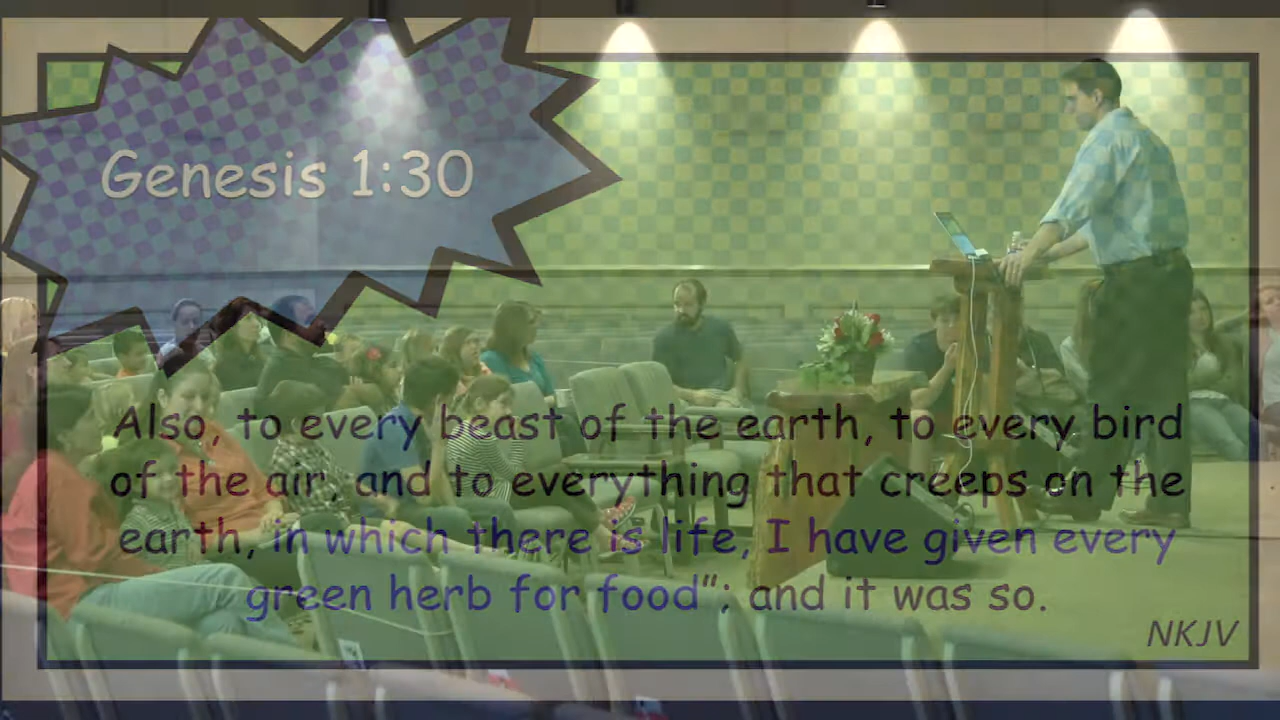 Genesis 1:30
Also, to every beast of the earth, to every bird
of the air, and to everything that creeps on the
earth, in which there is life, I have given every
green herb for food”; and it was so.
NKJV